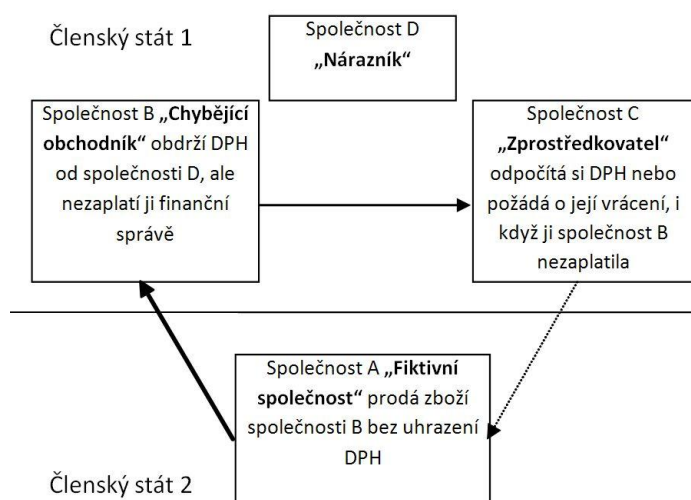 Členský stát 1
Společnost D
„Nárazník“
Společnost B „Chybějící
obchodník“ obdrží DPH
od společnosti D, ale
nezaplatí ji finanční
správě
Společnost C
„Zprostředkovatel“
odpočítá si DPH nebo
požádá o její vrácení, i
když ji společnost B
nezaplatila
Společnost A „Fiktivní
společnost“ prodá zboží
společnosti B bez uhrazení
DPH
Členský stát 2